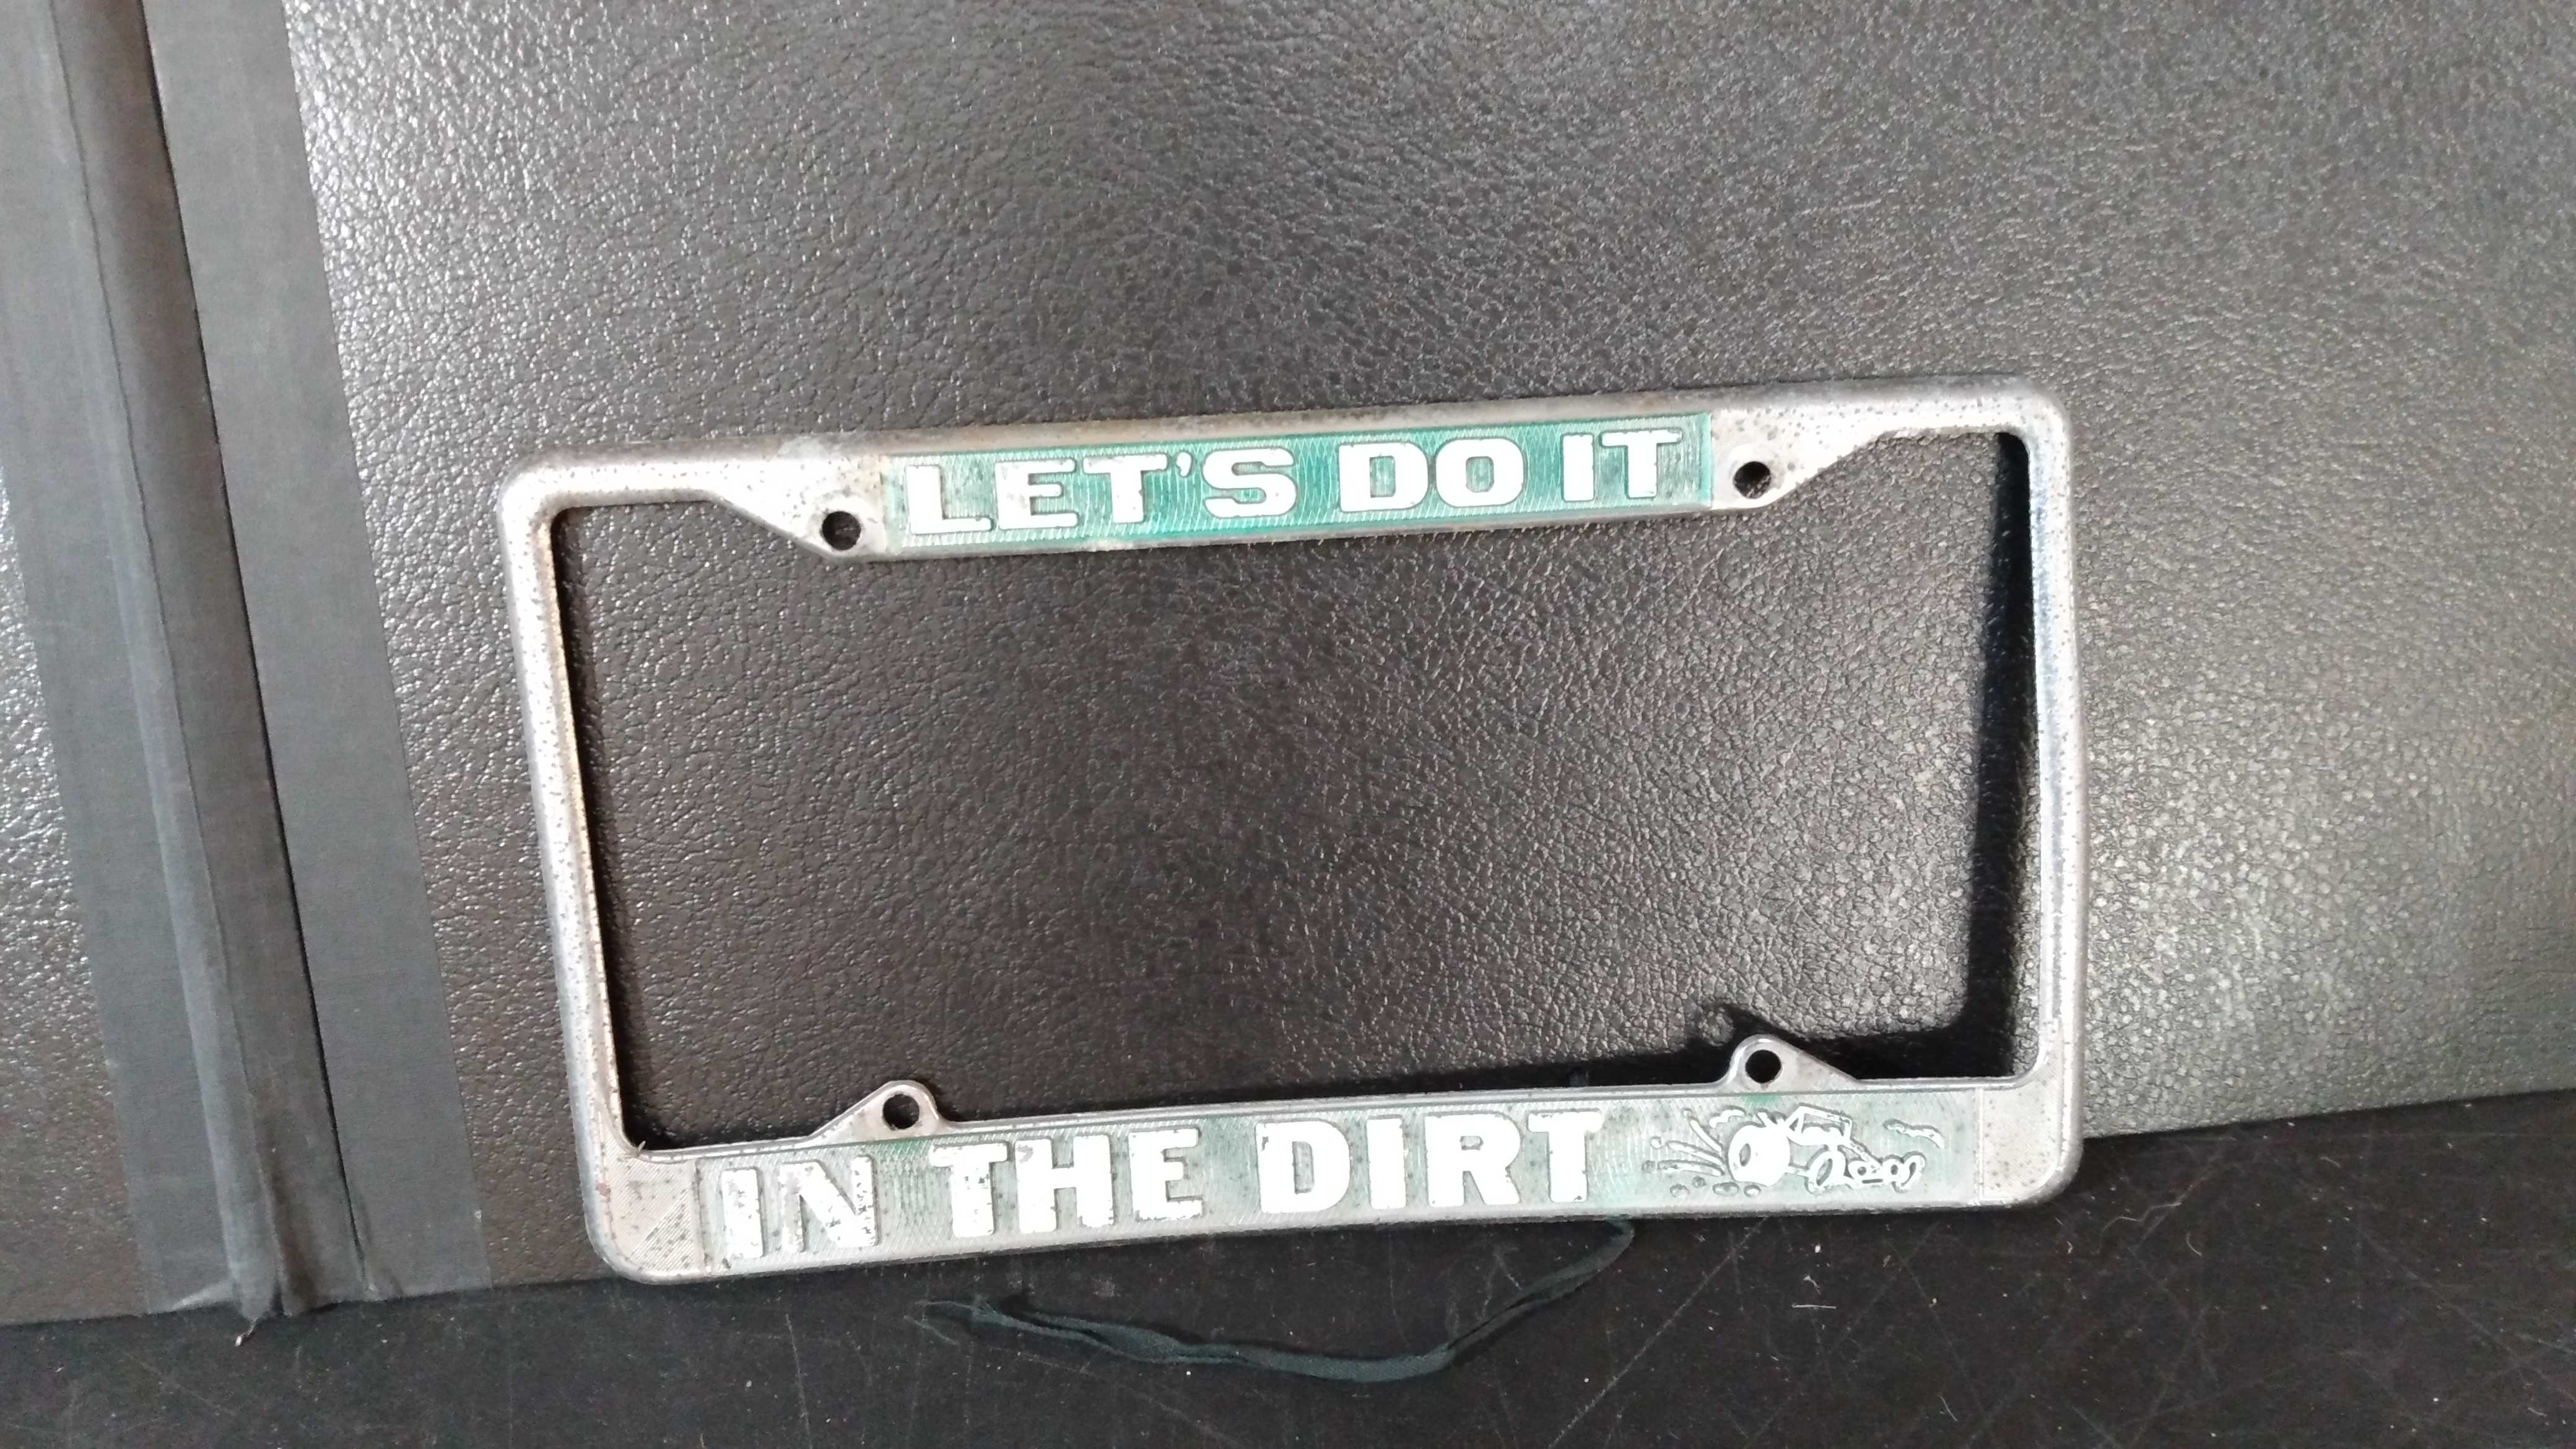 LET'S DO IT
IN THE DIRT